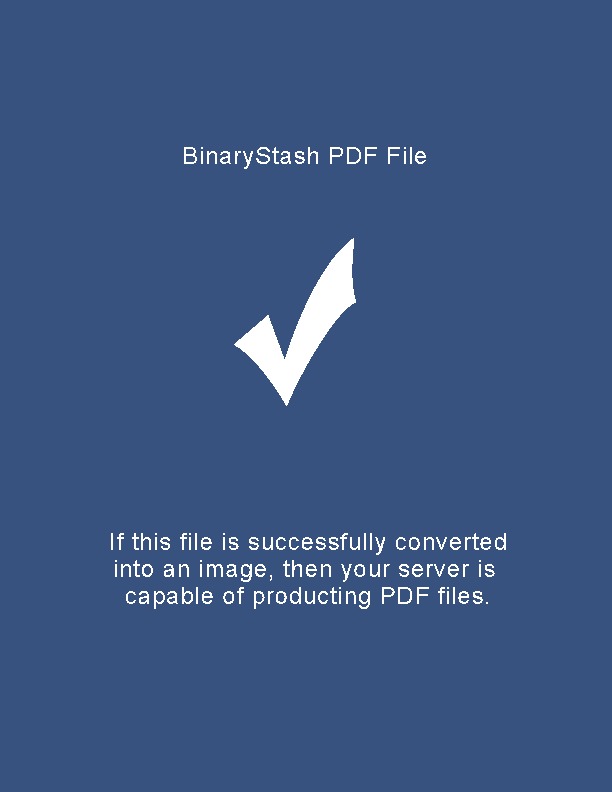 BinaryStash PDF File
If this file is successfully converted
into an image, then your server is
capable of producting PDF files.